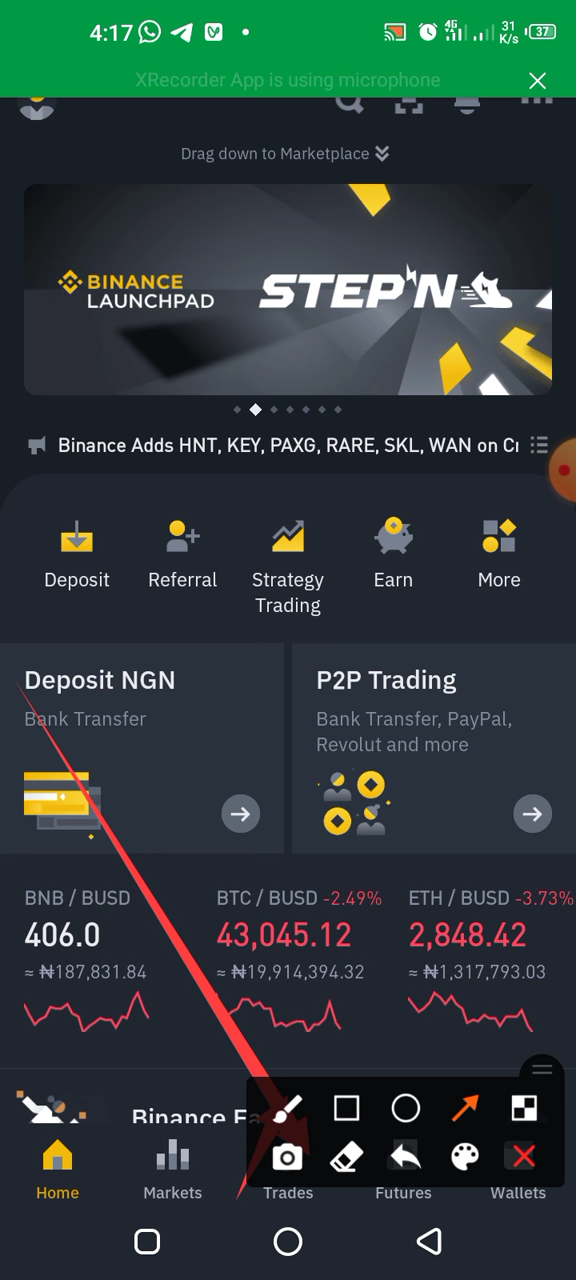 4:17
4G
31
K/s
37
XRecorder App is using microphone
Drag down to Marketplace
BINANCE
LAUNCHPAD
STEP'N
Binance Adds HNT, KEY, PAXG, RARE, SKL, WAN on Cr
Deposit
Referral
Strategy
Trading
Earn
More
Deposit NGN
Bank Transfer
P2P Trading
Bank Transfer, PayPal,
Revolut and more
BNB / BUSD
BTC / BUSD -2.49%
ETH / BUSD -3.73%
406.0
43,045.12
2,848.42
≈ ₦187,831.84
≈ ₦19,914,394.32
≈ ₦1,317,793.03
Binance
Home
Markets
Trades
Futures
Wallets